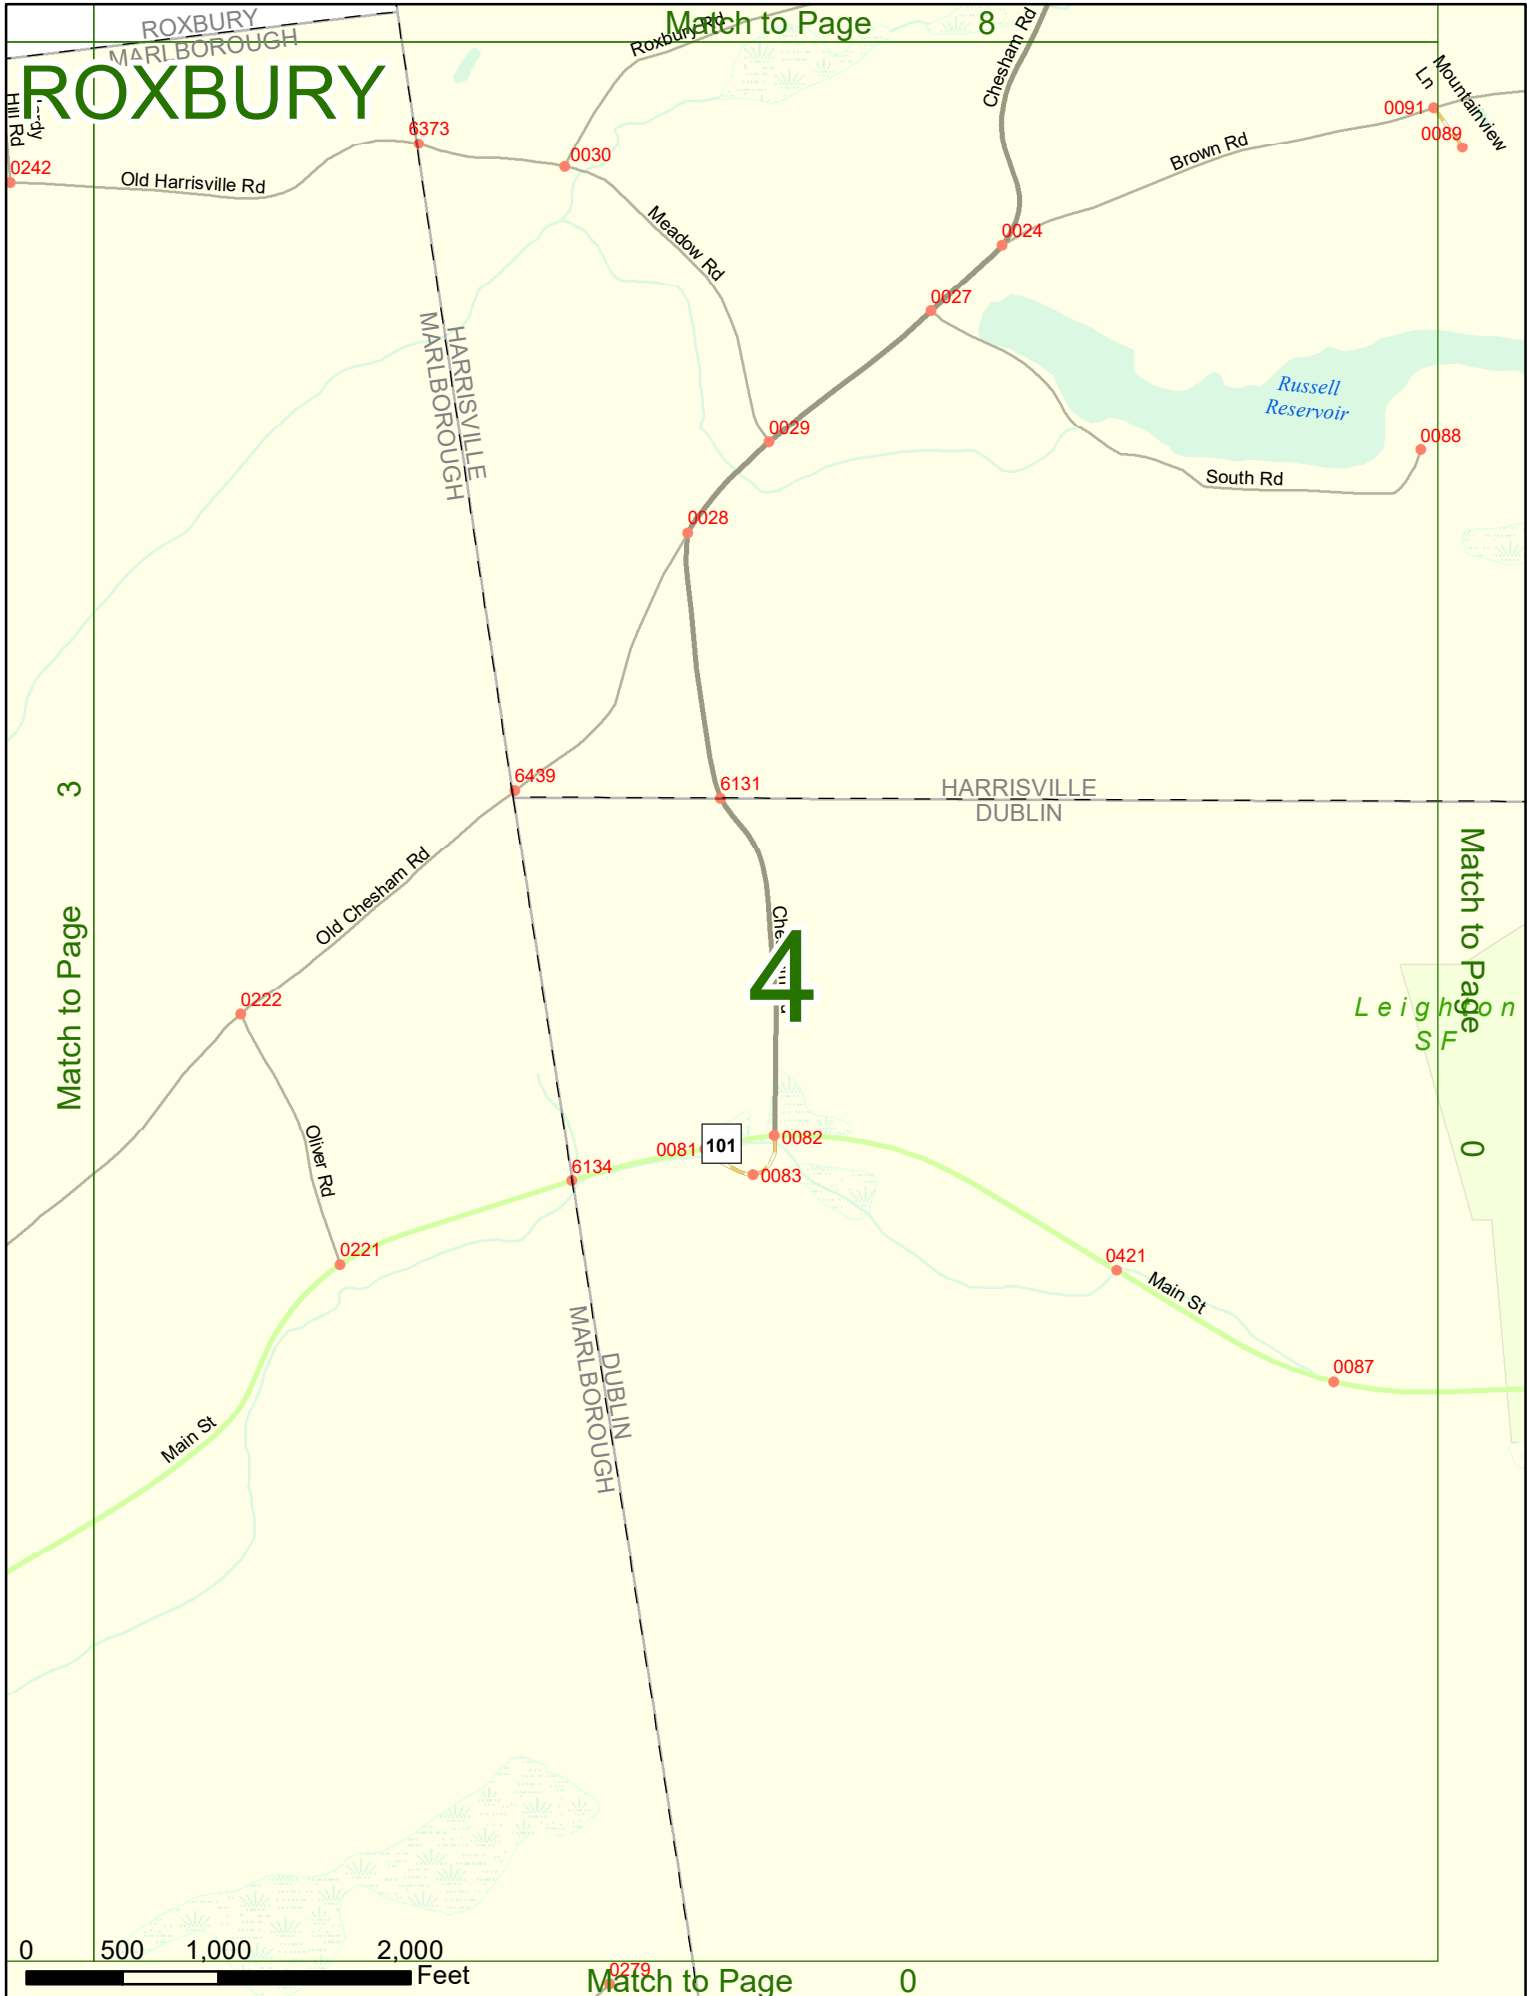 ROXBURY
MARLBOROUGH
Match to Page 8
Roxbury Rd
Chesham Rd
ROXBURY
Hill Rd
Mountainview
Ln
0091
0089
6373
0030
0242
Old Harrisville Rd
Brown Rd
Meadow Rd
0024
0027
HARRISVILLE
MARLBOROUGH
Russell
Reservoir
0029
0088
South Rd
0028
6439
6131
HARRISVILLE
DUBLIN
3
Match to Page
Old Chesham Rd
4
Match to Page
0
Leighton
SF
0222
Oliver Rd
0081
101
0082
0083
6134
0221
0421
Main St
0087
DUBLIN
MARLBOROUGH
Main St
0 500 1,000 2,000
Feet
0279
Match to Page 0